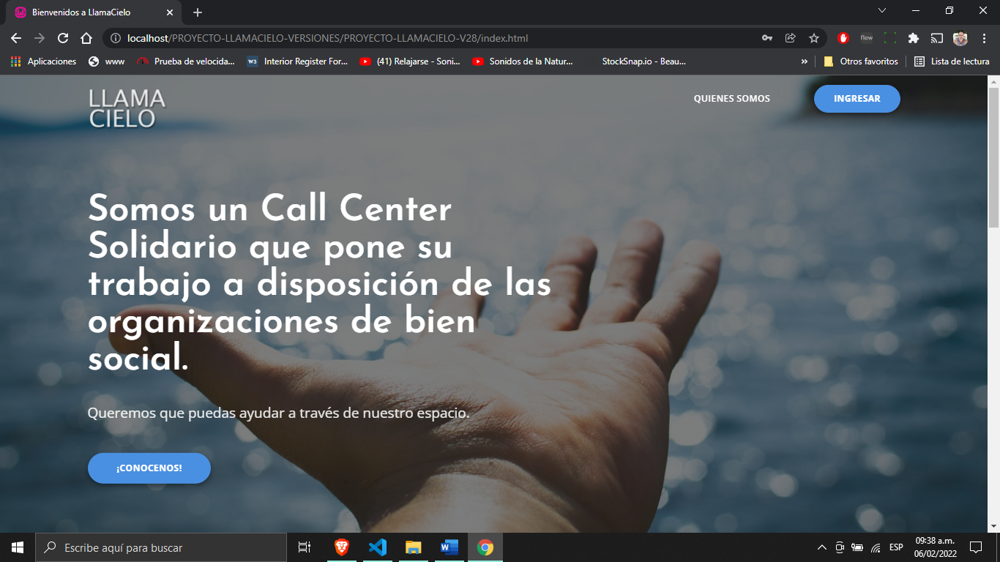 Bienvenidos a LlamaCielo
localhost/PROYECTO-LLAMACIELO-VERSIONES/PROYECTO-LLAMACIELO-V28/index.html
flew
Aplicaciones
www
Prueba de velocida...
W3
Interior Register For...
(41) Relajarse - Soni...
Sonidos de la Natur...
StockSnap.io - Beau...
»
Otros favoritos
Lista de lectura
LLAMA
CIELO
QUIENES SOMOS
INGRESAR
Somos un Call Center
Solidario que pone su
trabajo a disposición de las
organizaciones de bien
social.
Queremos que puedas ayudar a través de nuestro espacio.
¡CONOCENOS!
Escribe aquí para buscar
W
ESP
09:38 a.m.
06/02/2022